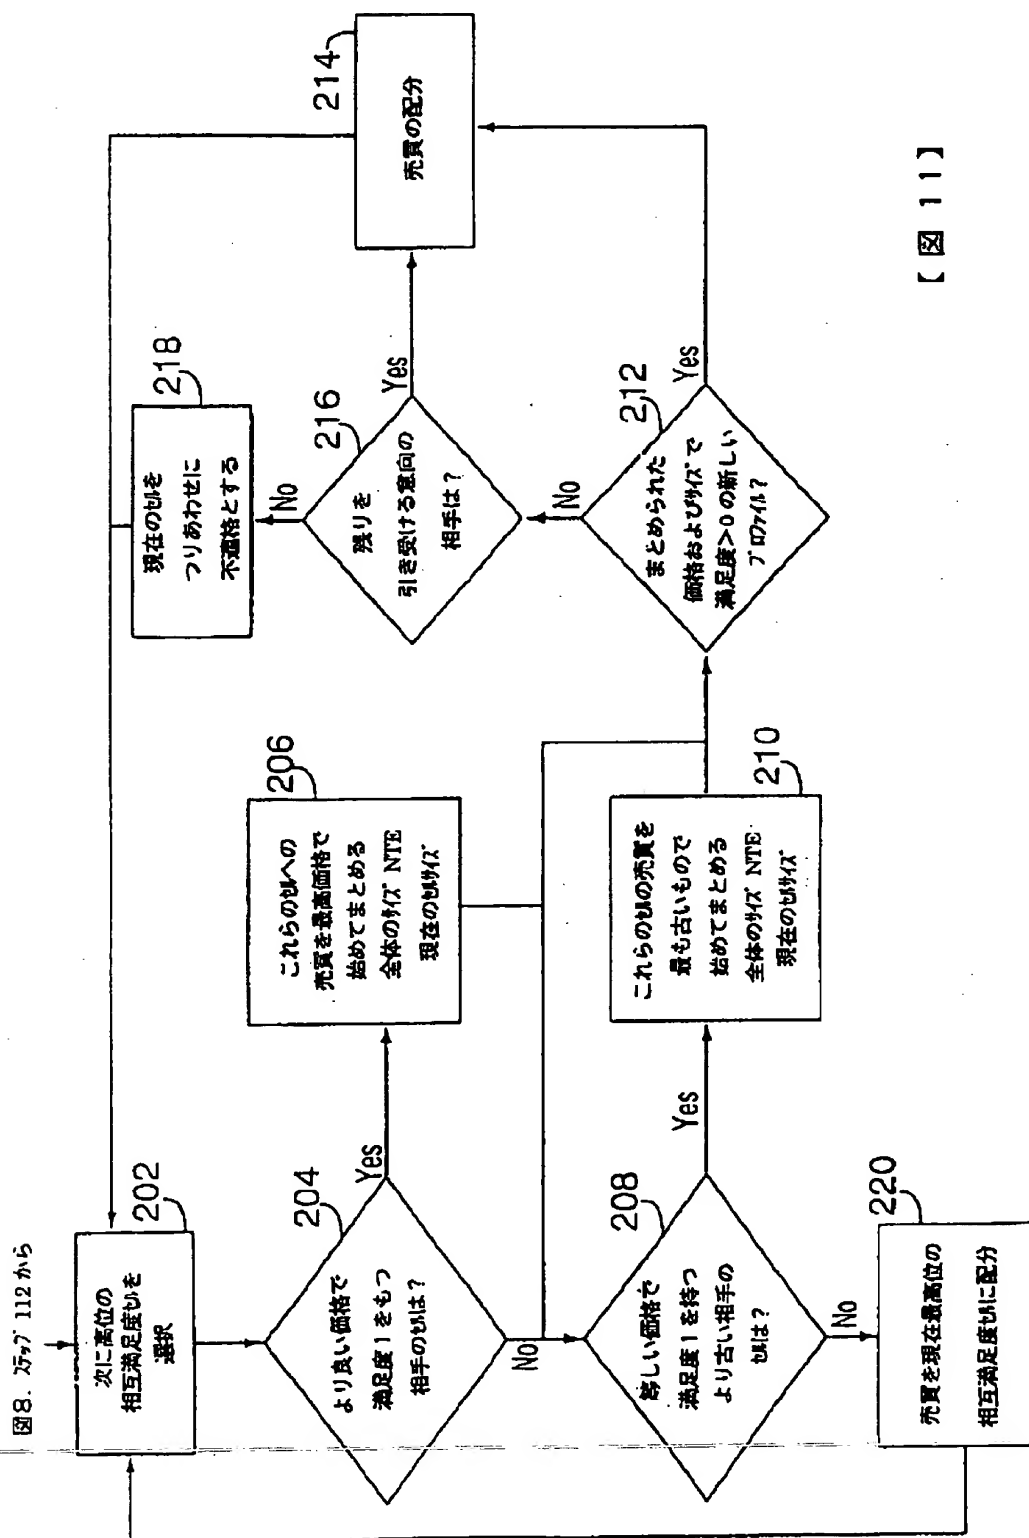 図8. ステップ 112 から
次に高位の
相互満足度セルを
選択
202
より良い価格で
満足度1をもつ
相手のセルは?
204
Yes
No
これらのセルへの
売買を最高価格で
始めてまとめる
全体のサイズ NTE
現在のセルサイズ
206
等しい価格で
満足度1を持つ
より古い相手の
セルは?
208
Yes
No
これらのセルの売買を
最も古いもので
始めてまとめる
全体のサイズ NTE
現在のセルサイズ
210
まとめられた
価格およびサイズで
満足度>0の新しい
プロファイル?
212
Yes
No
残りを
引き受ける意向の
相手は?
216
Yes
No
売買の配分
214
現在のセルを
つりあわせに
不適格とする
218
売買を現在最高位の
相互満足度セルに配分
220
【図 11】